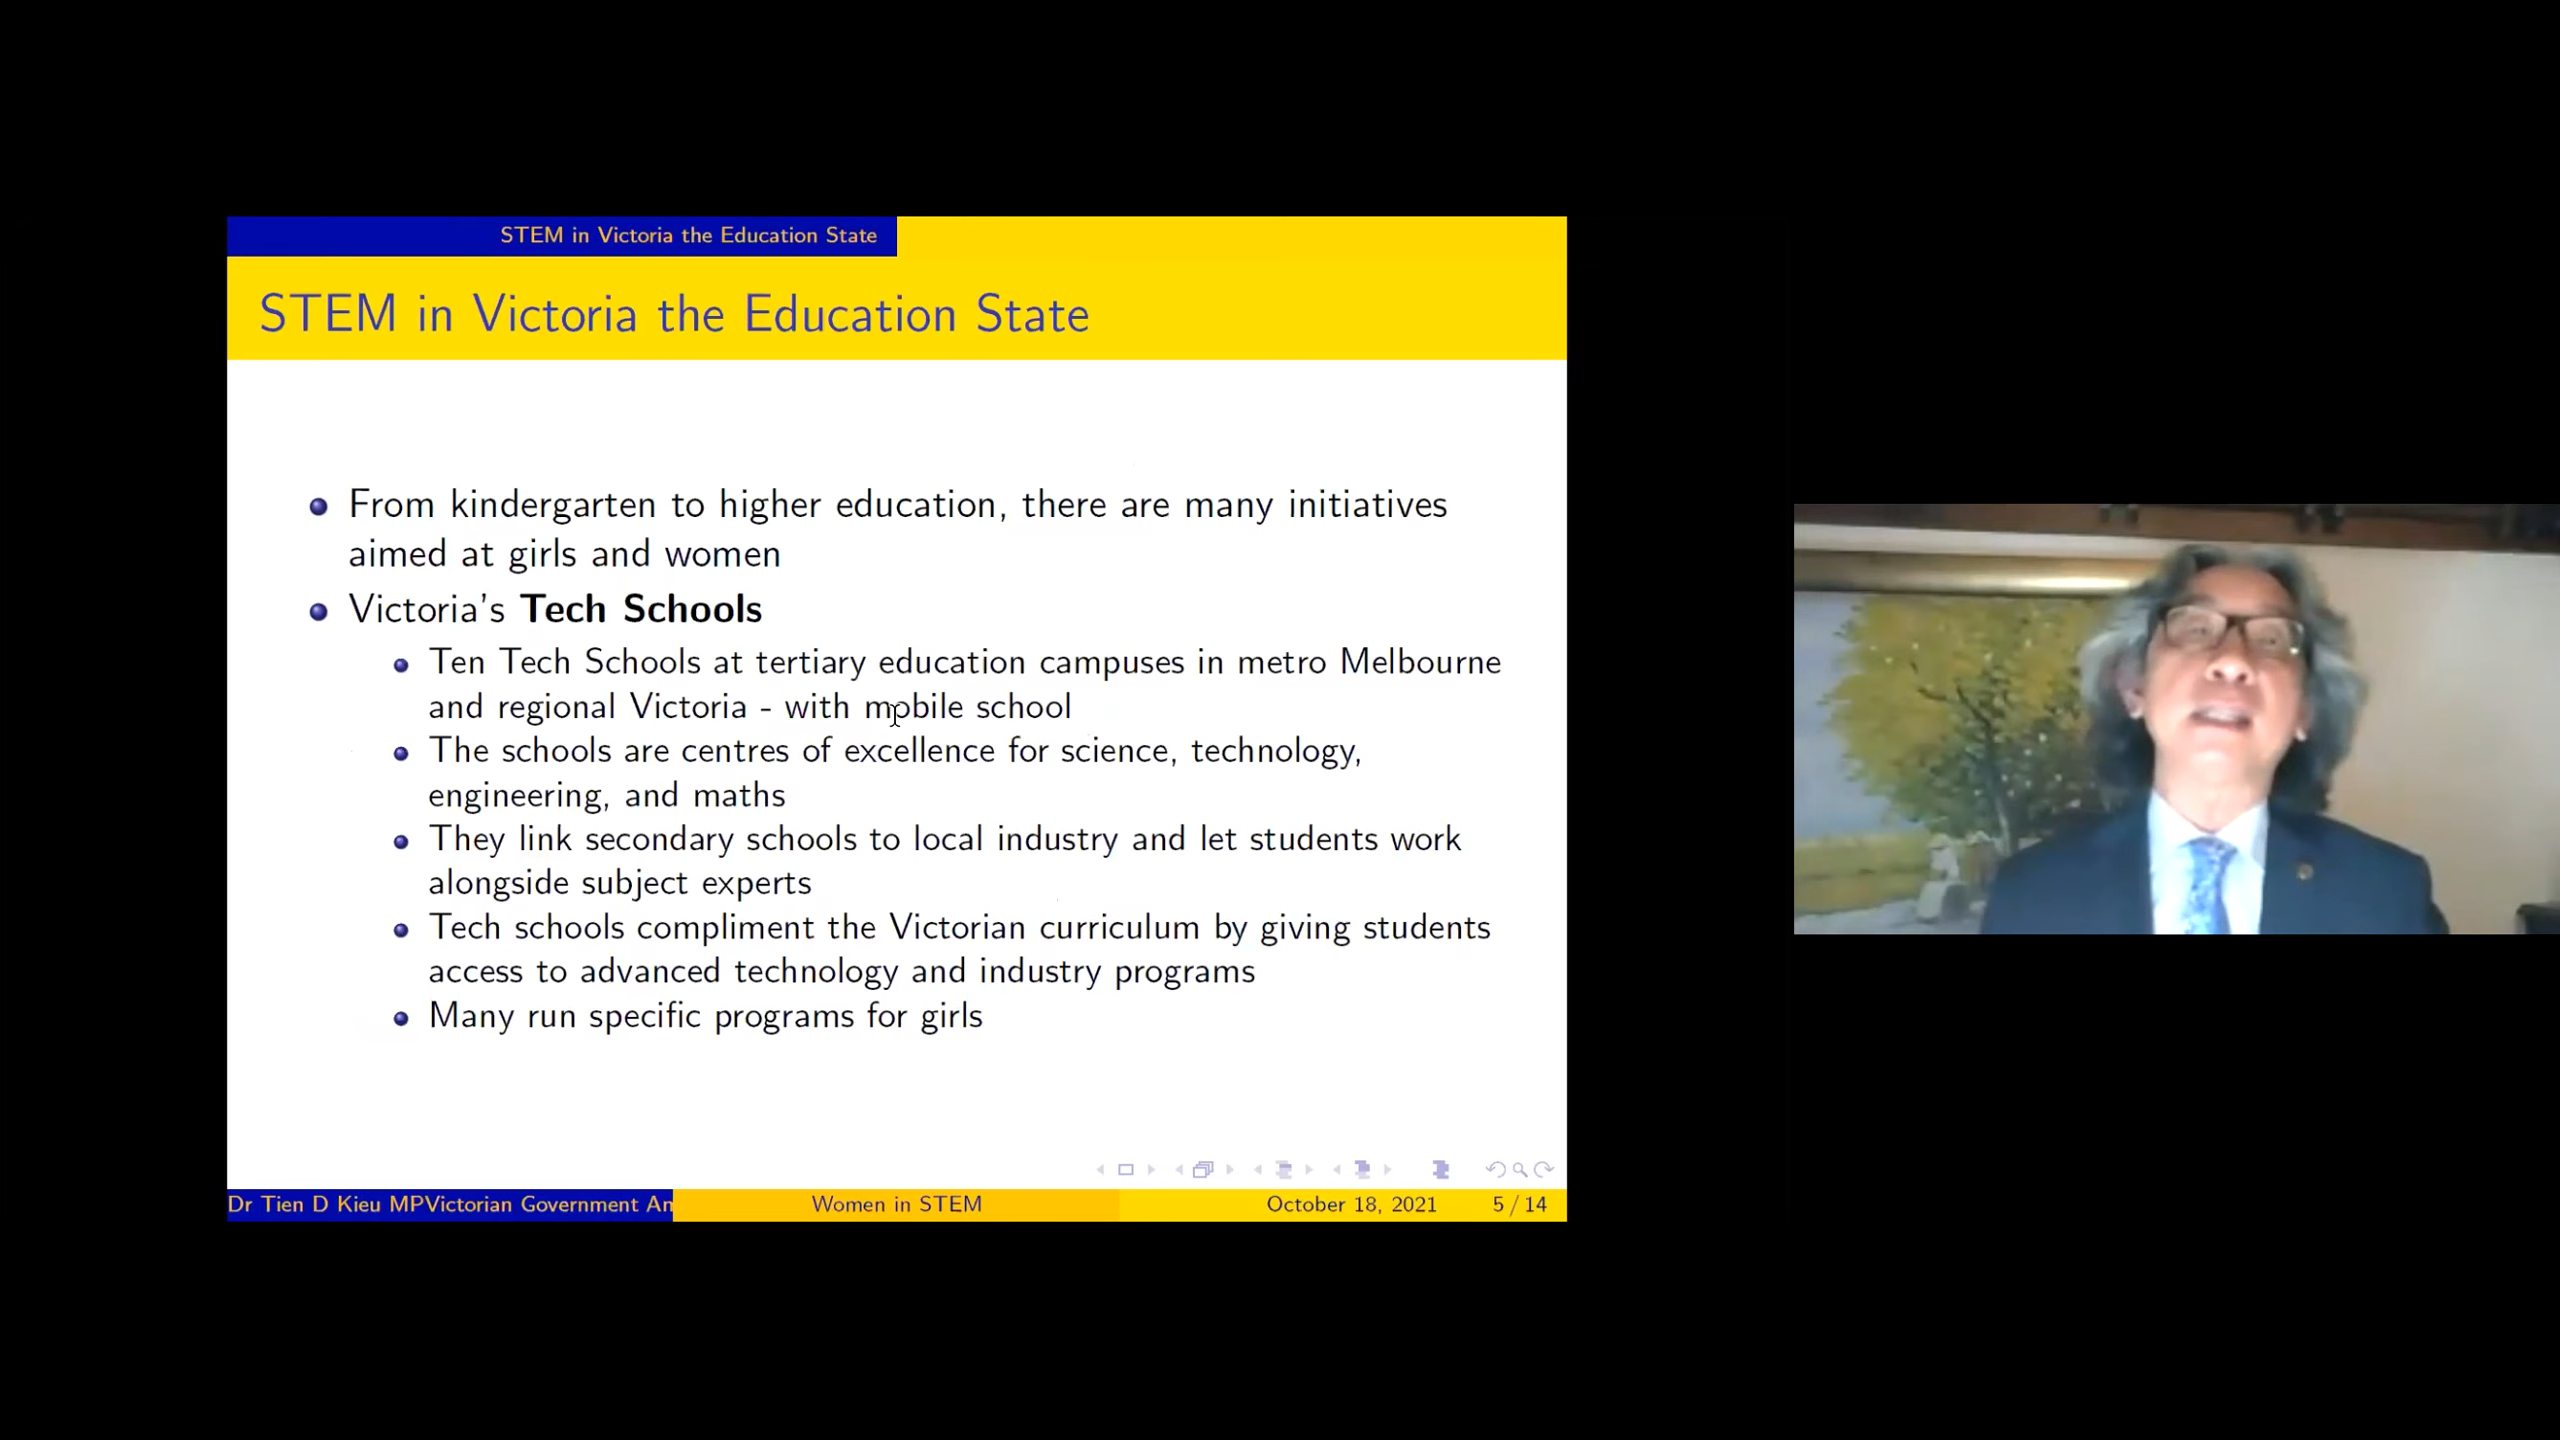 STEM in Victoria the Education State
STEM in Victoria the Education State
From kindergarten to higher education, there are many initiatives
aimed at girls and women
Victoria's Tech Schools
Ten Tech Schools at tertiary education campuses in metro Melbourne
and regional Victoria - with mobile school
The schools are centres of excellence for science, technology,
engineering, and maths
They link secondary schools to local industry and let students work
alongside subject experts
Tech schools compliment the Victorian curriculum by giving students
access to advanced technology and industry programs
Many run specific programs for girls
Dr Tien D Kieu MPVictorian Government An
Women in STEM
October 18, 2021
5 / 14